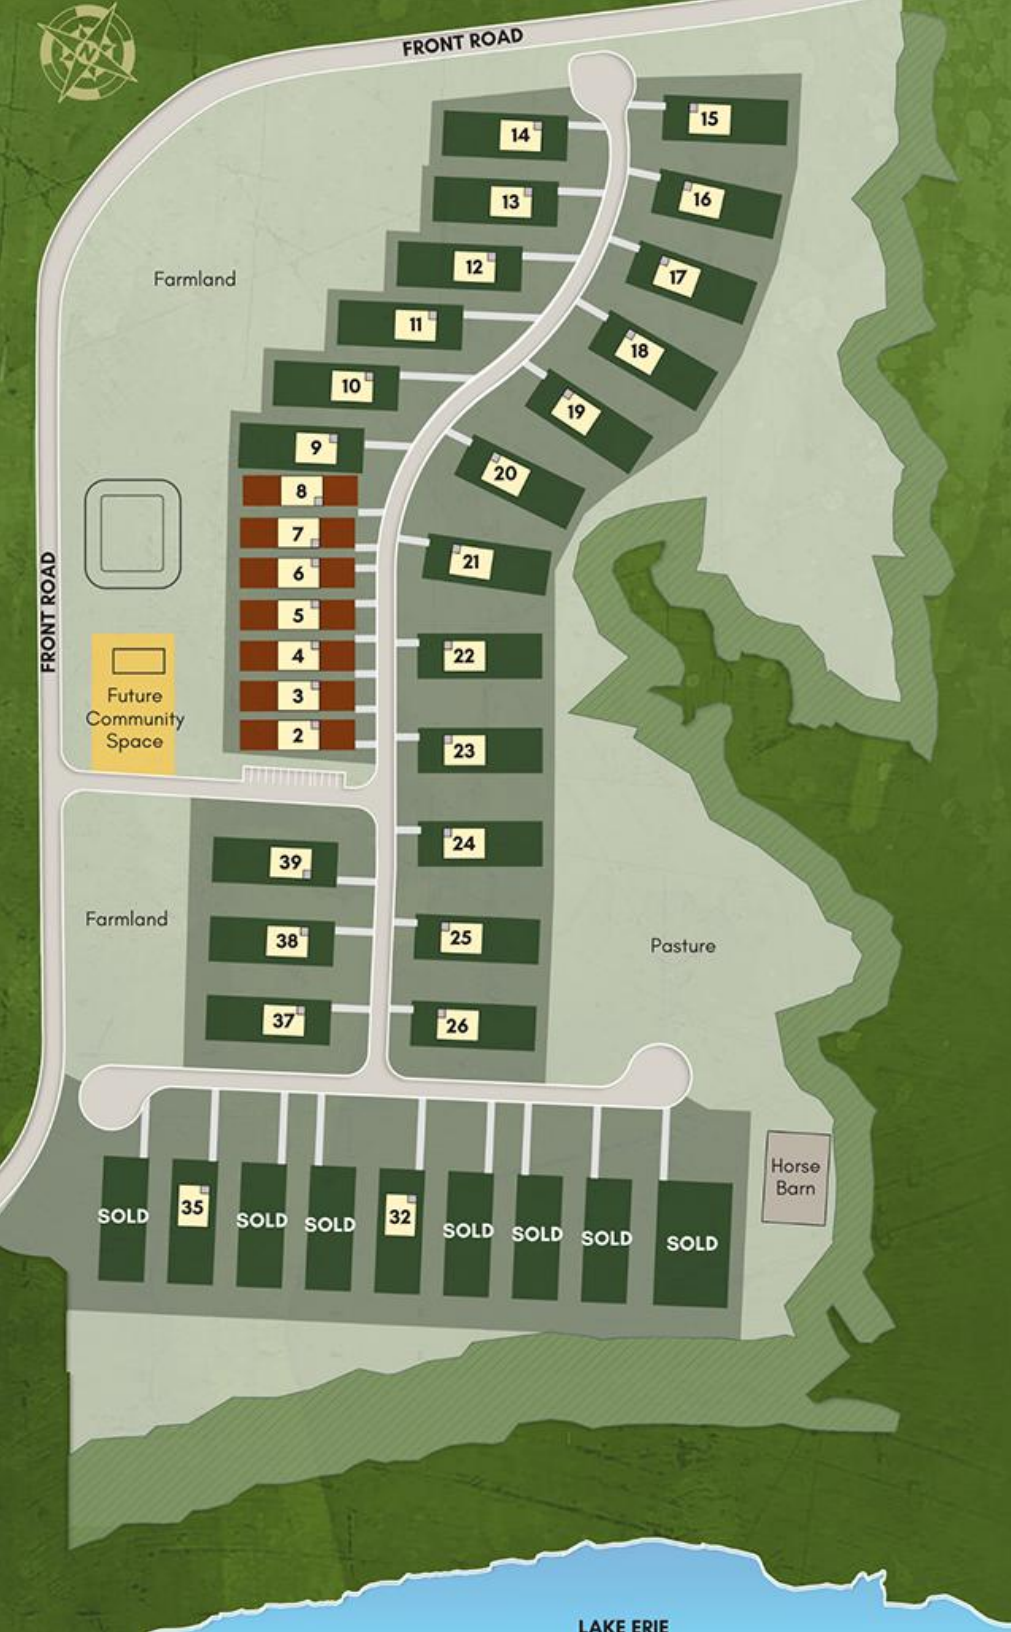 N
FRONT ROAD
15
14
16
13
12
17
Farmland
11
18
10
19
9
20
8
7
21
6
FRONT ROAD
5
4
22
3
Future
Community
Space
2
23
24
39
Farmland
38
25
Pasture
37
26
Horse
Barn
SOLD
35
SOLD
SOLD
32
SOLD
SOLD
SOLD
SOLD
LAKE ERIE